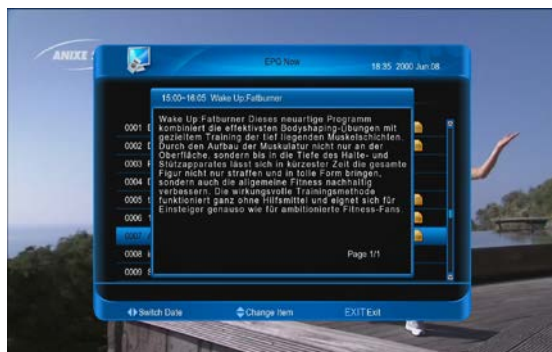 ANIXE
EPG Now
18:35 2000 Jun 08
15:00~16:05 Wake Up:Fatburner
Wake Up:Fatburner Dieses neuartige Programm
kombiniert die effektivsten Bodyshaping-Übungen mit
gezieltem Training der tief liegenden Muskelschichten.
Durch den Aufbau der Muskulatur nicht nur an der
Oberfläche, sondern bis in die Tiefe des Halte- und
Stützapparates lässt sich in kürzester Zeit die gesamte
Figur nicht nur straffen und in tolle Form bringen,
sondern auch die allgemeine Fitness nachhaltig
verbessern. Die wirkungsvolle Trainingsmethode
funktioniert ganz ohne Hilfsmittel und eignet sich für
Einsteiger genauso wie für ambitionierte Fitness-Fans.
Page:1/1
0001
0002
0003
0004
0005
0006
0007
0008
0009
Switch Date
Change Item
EXIT Exit